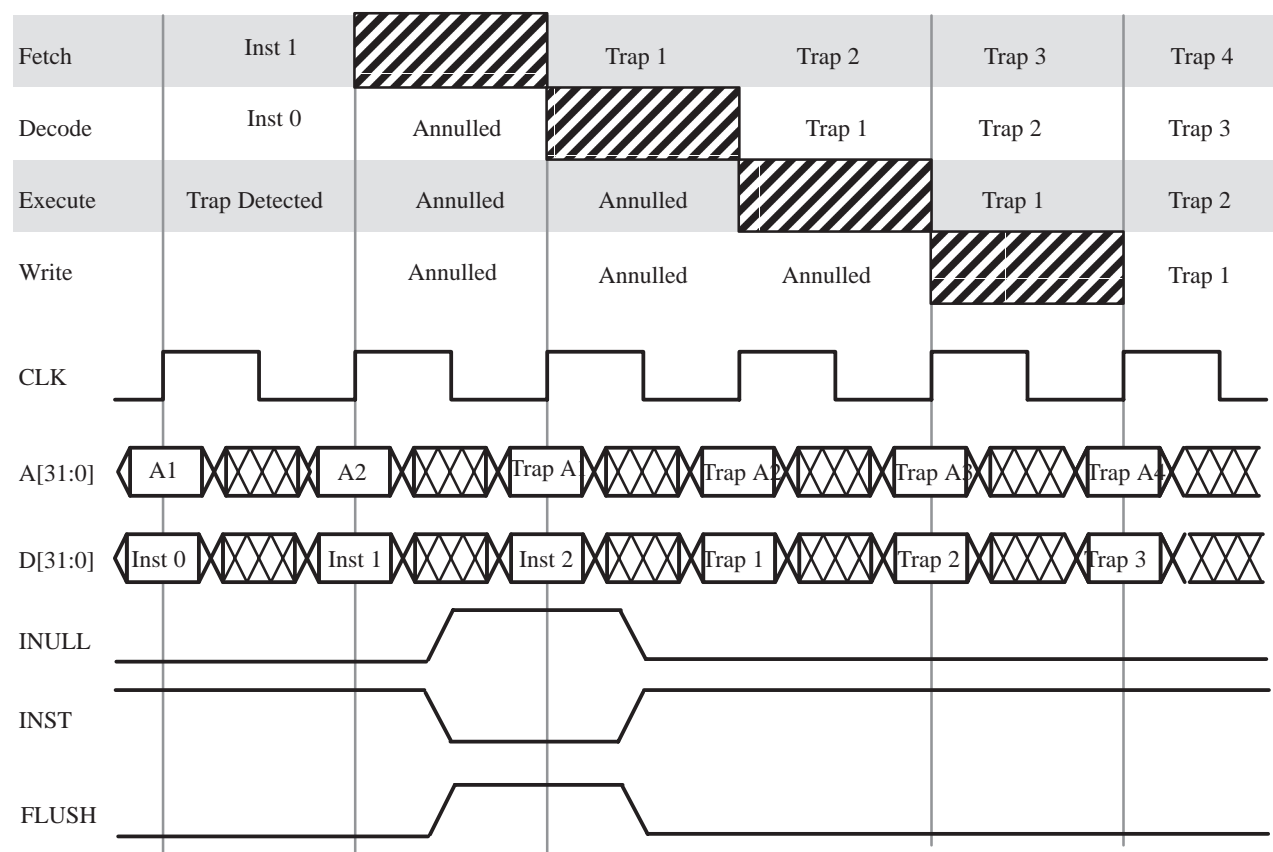 Fetch Inst 1 Trap 1 Trap 2 Trap 3 Trap 4
Decode Inst 0 Annulled Trap 1 Trap 2 Trap 3
Execute Trap Detected Annulled Annulled Trap 1 Trap 2
Write Annulled Annulled Annulled Trap 1
CLK
A[31:0] A1 A2 Trap A1 Trap A2 Trap A3 Trap A4
D[31:0] Inst 0 Inst 1 Inst 2 Trap 1 Trap 2 Trap 3
INULL
INST
FLUSH